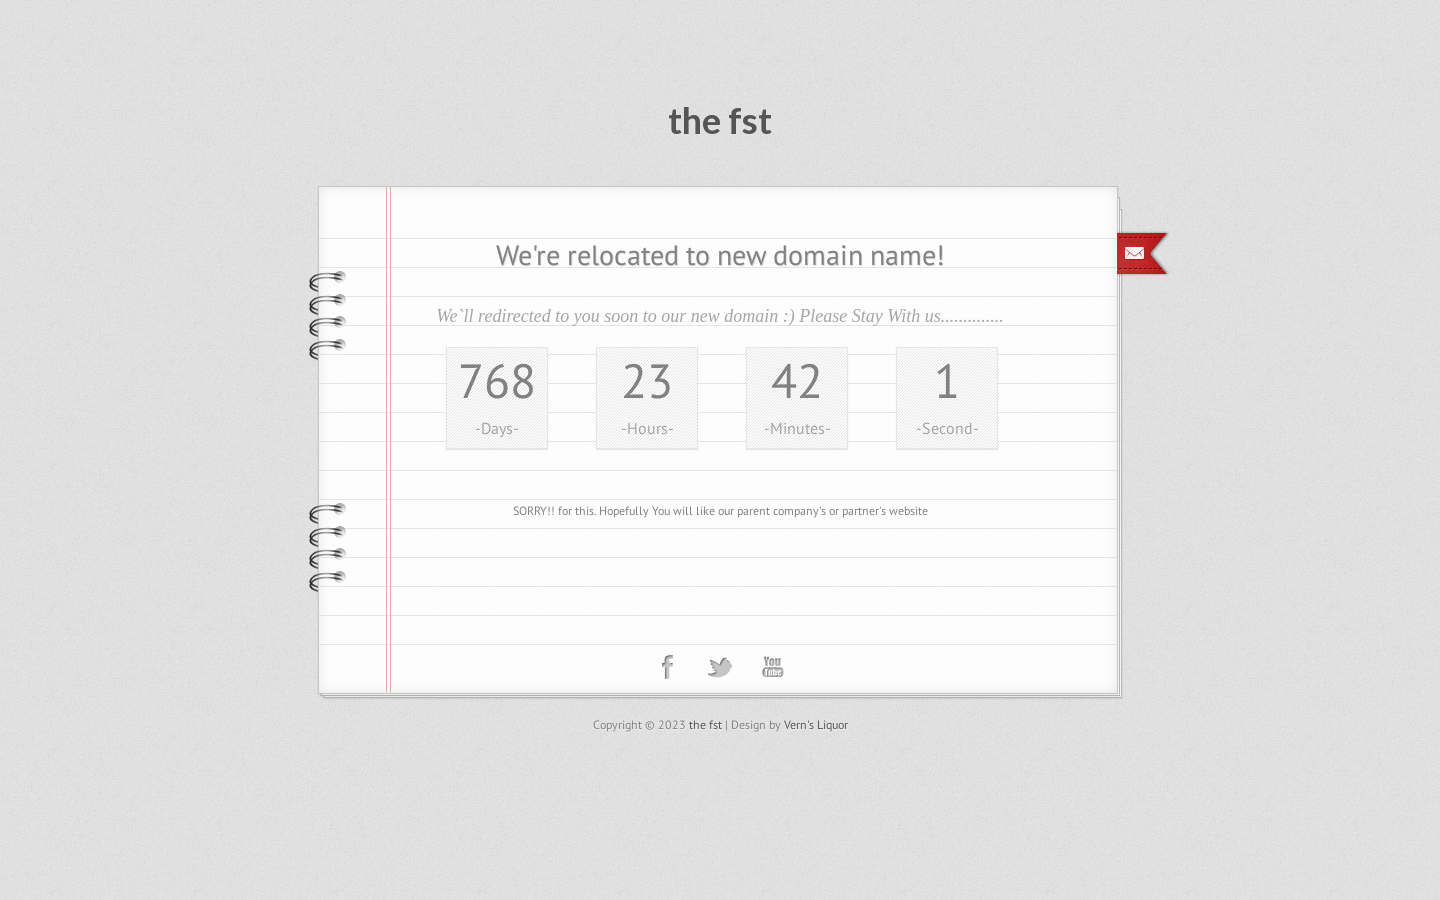 the fst
We're relocated to new domain name!
We`ll redirected to you soon to our new domain :) Please Stay With us..............
768 23 42 1
-Days- -Hours- -Minutes- -Second-
SORRY!! for this. Hopefully You will like our parent company's or partner's website
You
Tube
Copyright © 2023 the fst | Design by Vern's Liquor